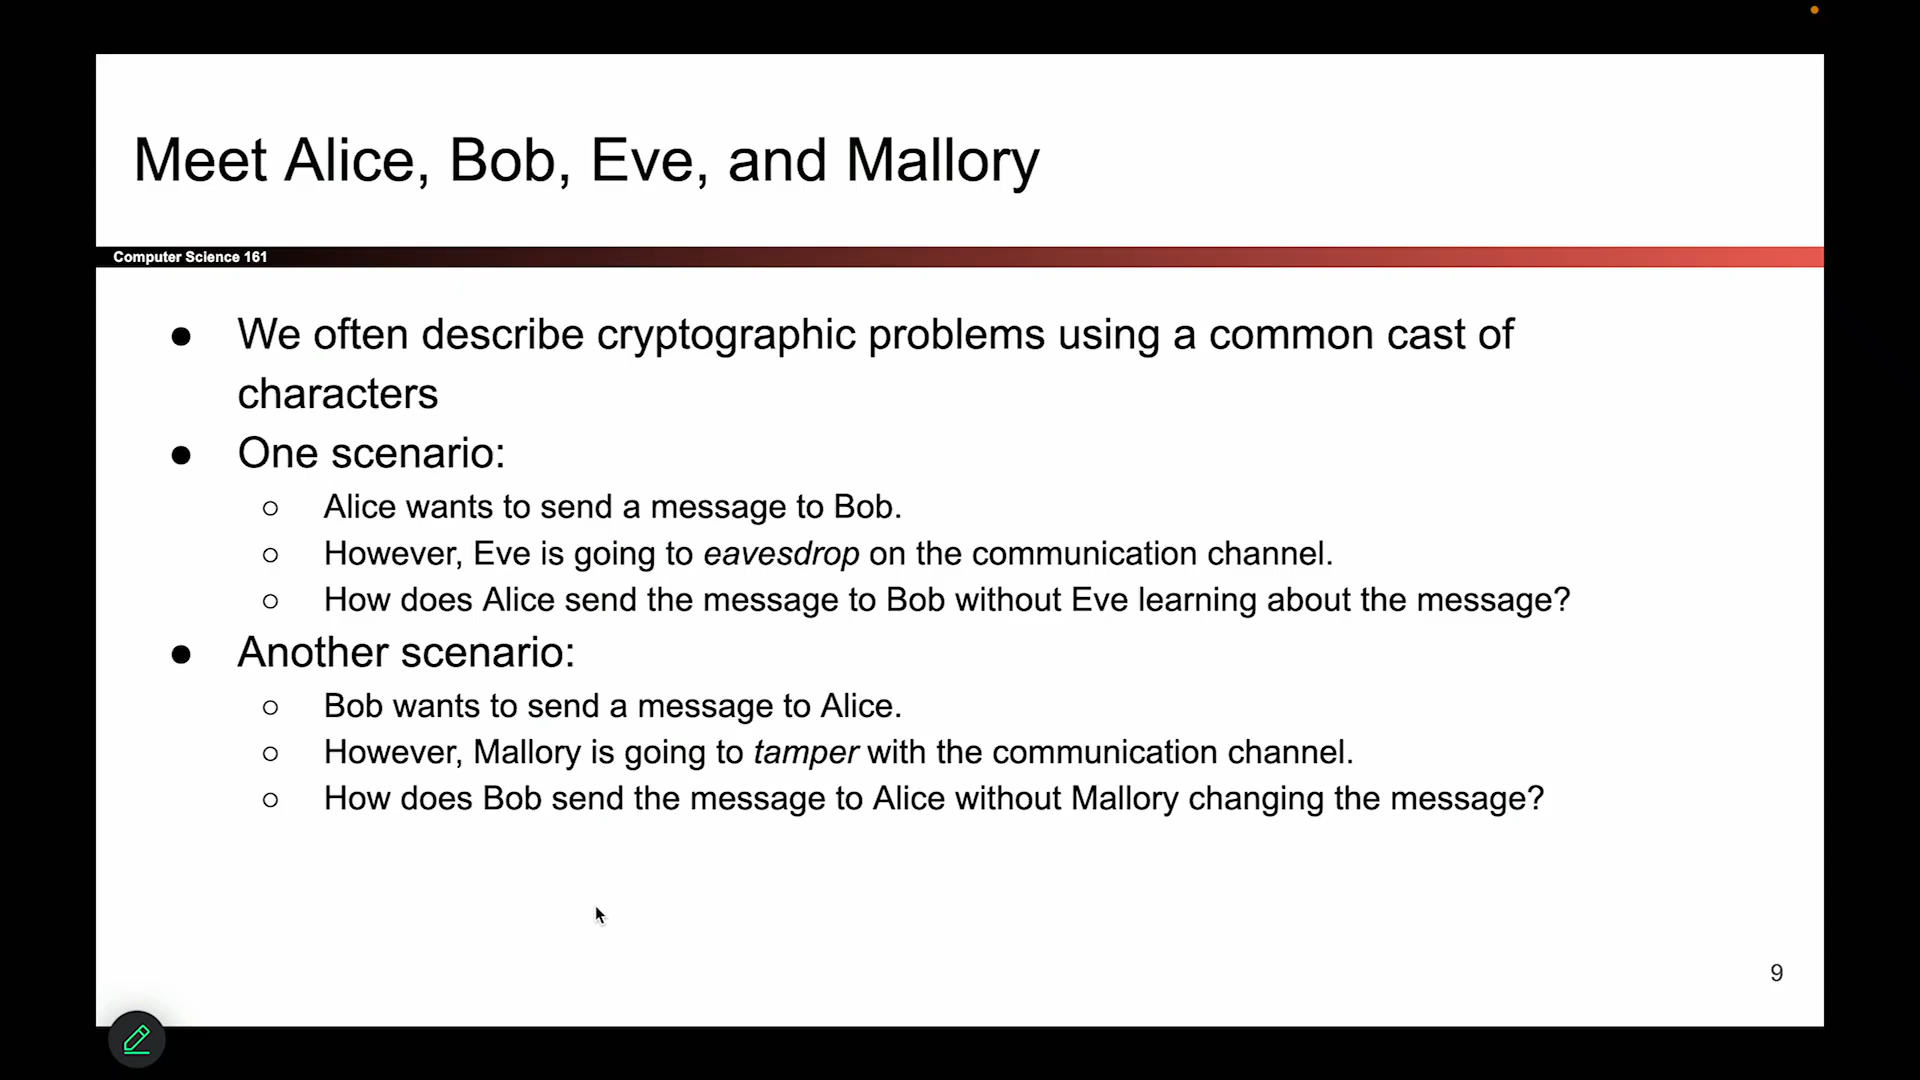 Meet Alice, Bob, Eve, and Mallory
Computer Science 161
● We often describe cryptographic problems using a common cast of
characters
● One scenario:
○ Alice wants to send a message to Bob.
○ However, Eve is going to eavesdrop on the communication channel.
○ How does Alice send the message to Bob without Eve learning about the message?
● Another scenario:
○ Bob wants to send a message to Alice.
○ However, Mallory is going to tamper with the communication channel.
○ How does Bob send the message to Alice without Mallory changing the message?
9